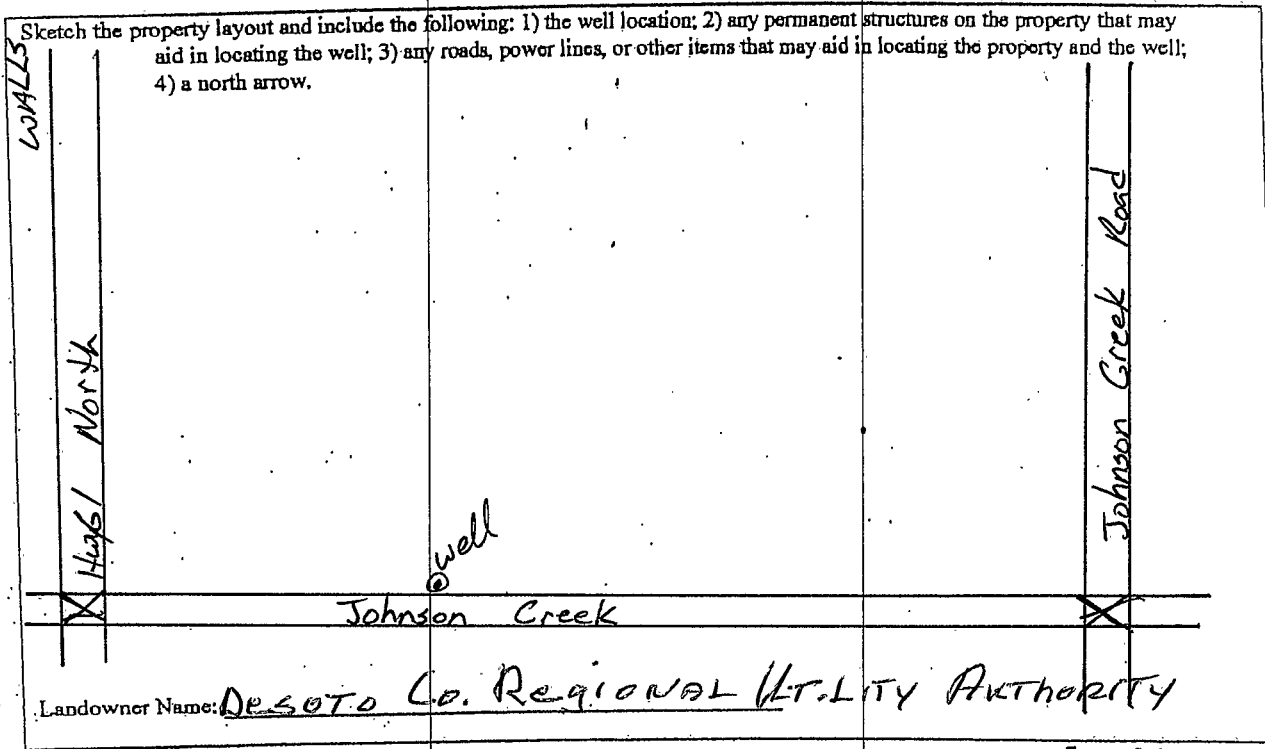 Sketch the property layout and include the following: 1) the well location; 2) any permanent structures on the property that may
aid in locating the well; 3) any roads, power lines, or other items that may aid in locating the property and the well;
4) a north arrow.
WALLS
North
Johnson Creek Road
well
Johnson Creek
Landowner Name: DeSoTo Co. Regional UT.LITY AuThoRITY